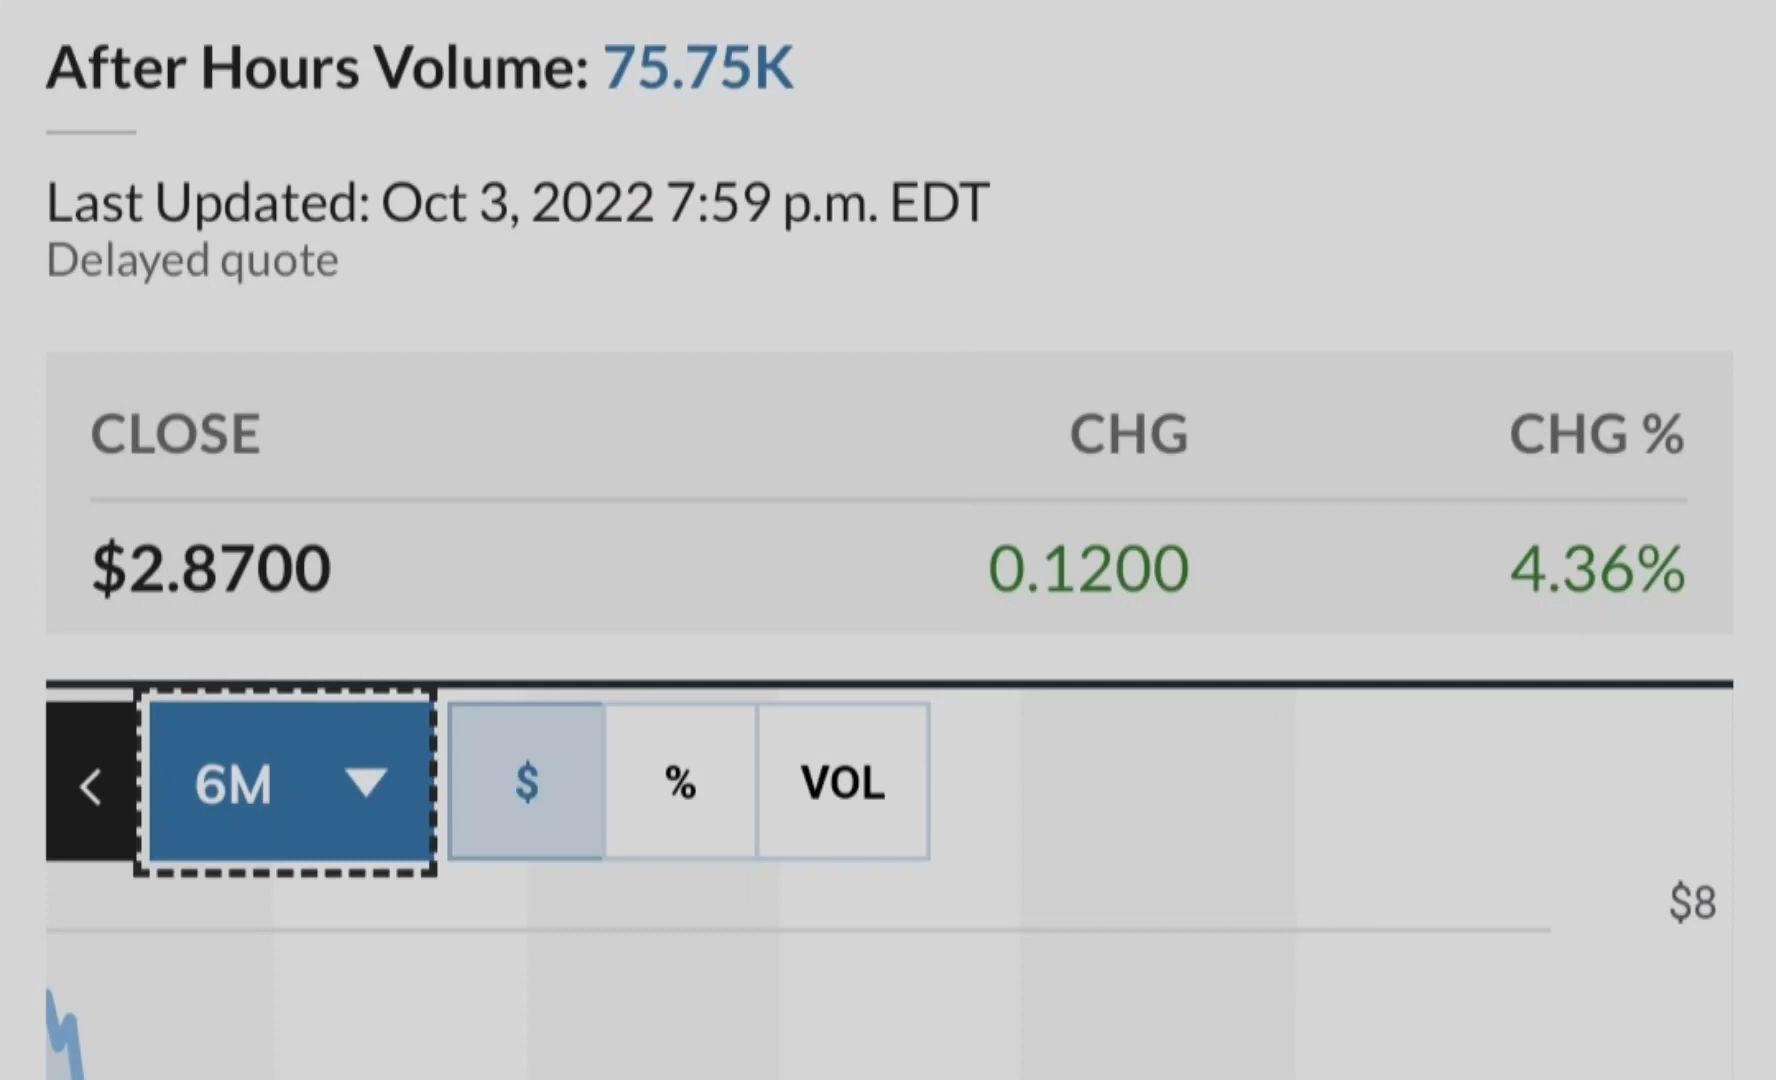 After Hours Volume: 75.75K
Last Updated: Oct 3, 2022 7:59 p.m. EDT
Delayed quote
CLOSE CHG CHG %
$2.8700 0.1200 4.36%
6M $ % VOL
$8